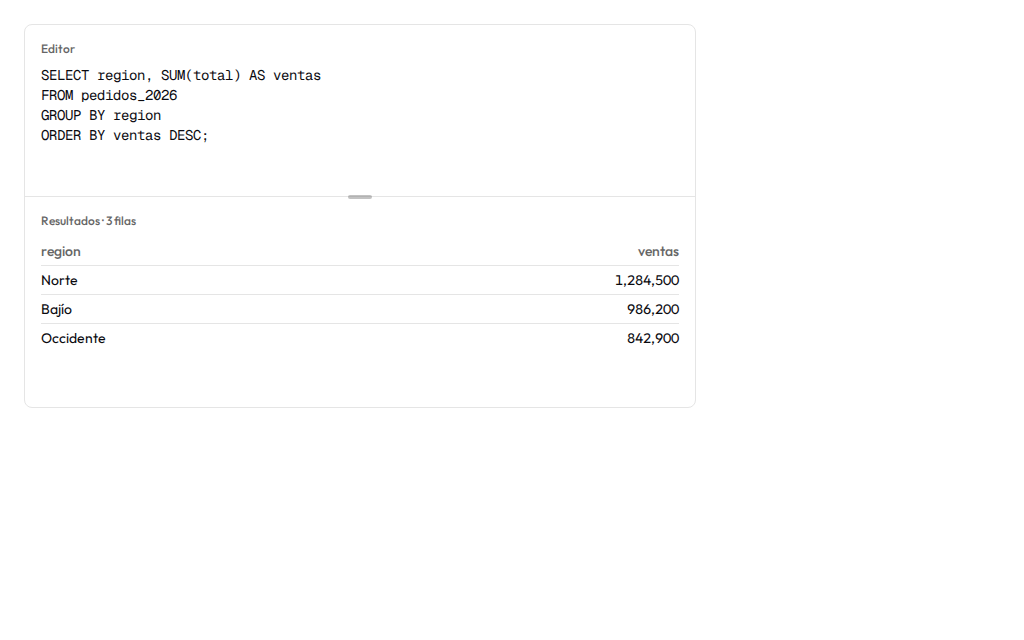 Editor
SELECT region, SUM(total) AS ventas
FROM pedidos_2026
GROUP BY region
ORDER BY ventas DESC;
Resultados · 3 filas
region ventas
Norte 1,284,500
Bajío 986,200
Occidente 842,900